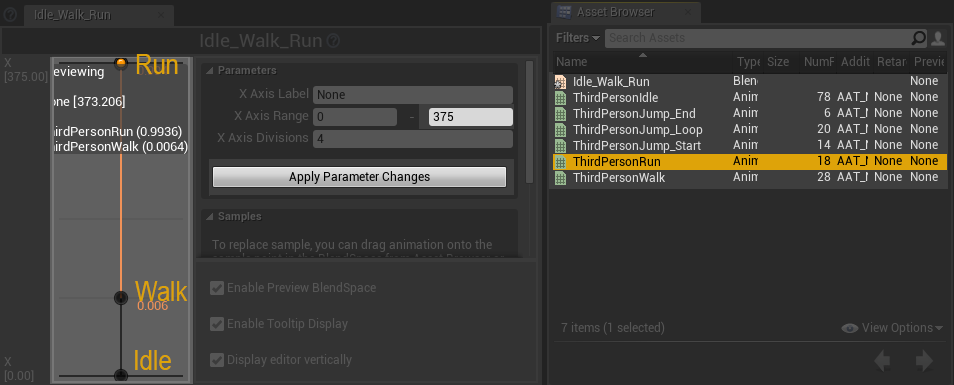 Idle_Walk_Run
Idle_Walk_Run
X
[375.00]
Run
eviewing
one [373.206]
hirdPersonRun (0.9936)
hirdPersonWalk (0.0064)
Walk
0.006
Idle
X
[0.00]
Parameters
X Axis Label None
X Axis Range 0 - 375
X Axis Divisions 4
Apply Parameter Changes
Samples
To replace sample, you can drag animation onto the
Enable Preview BlendSpace
Enable Tooltip Display
Display editor vertically
Asset Browser
Filters Search Assets
Name Type Size NumF Addit Retar Previe
Idle_Walk_Run Blen None
ThirdPersonIdle Anim 78 AAT_N None None
ThirdPersonJump_End Anim 6 AAT_N None None
ThirdPersonJump_Loop Anim 20 AAT_N None None
ThirdPersonJump_Start Anim 14 AAT_N None None
ThirdPersonRun Anim 18 AAT_N None None
ThirdPersonWalk Anim 28 AAT_N None None
7 items (1 selected)
View Options